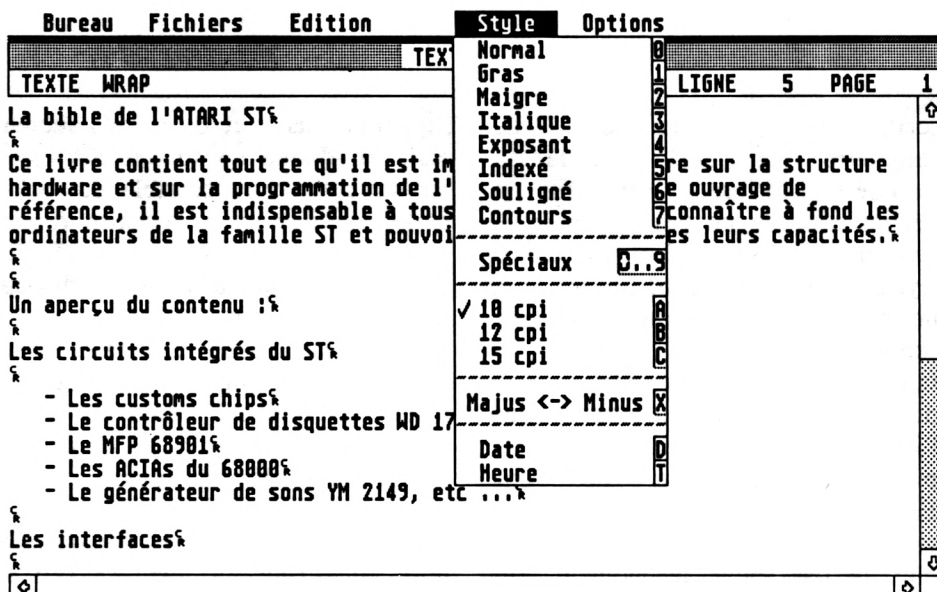 Bureau Fichiers Edition Style Options
TEX
TEXTE WRAP LIGNE 5 PAGE 1
Normal 0
Gras 1
Maigre 2
Italique 3
Exposant 4
Indexé 5
Souligné 6
Contours 7
Spéciaux 0..9
✓ 10 cpi A
12 cpi B
15 cpi C
Majus <-> Minus X
Date D
Heure T
La bible de l'ATARI ST␍
␍
Ce livre contient tout ce qu'il est im re sur la structure
hardware et sur la programmation de l' e ouvrage de
référence, il est indispensable à tous connaître à fond les
ordinateurs de la famille ST et pouvoi es leurs capacités.␍
␍
␍
Un aperçu du contenu :␍
␍
Les circuits intégrés du ST␍
␍
- Les customs chips␍
- Le contrôleur de disquettes WD 17
- Le MFP 68901␍
- Les ACIAs du 68000␍
- Le générateur de sons YM 2149, etc ...␍
␍
Les interfaces␍
␍